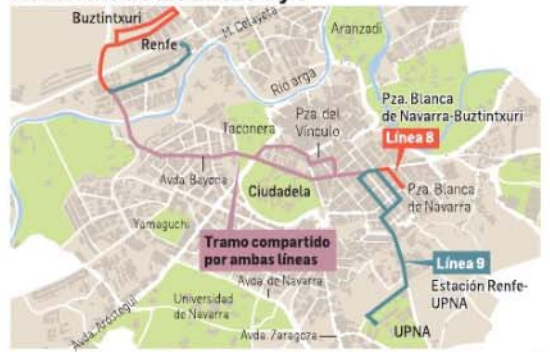 Buztintxuri
M. Celayeta
Aranzadi
Renfe
Río arga
Pza. Blanca
de Navarra-Buztintxuri
Línea 8
Taconera
Pza. del
Vínculo
Avda. Bayona
Ciudadela
Pza. Blanca
de Navarra
Yamaguchi
Tramo compartido
por ambas líneas
Línea 9
Estación Renfe-
UPNA
Avda. de Navarra
Universidad
de Navarra
Avda. Aróstegui
Avda. Zaragoza
UPNA